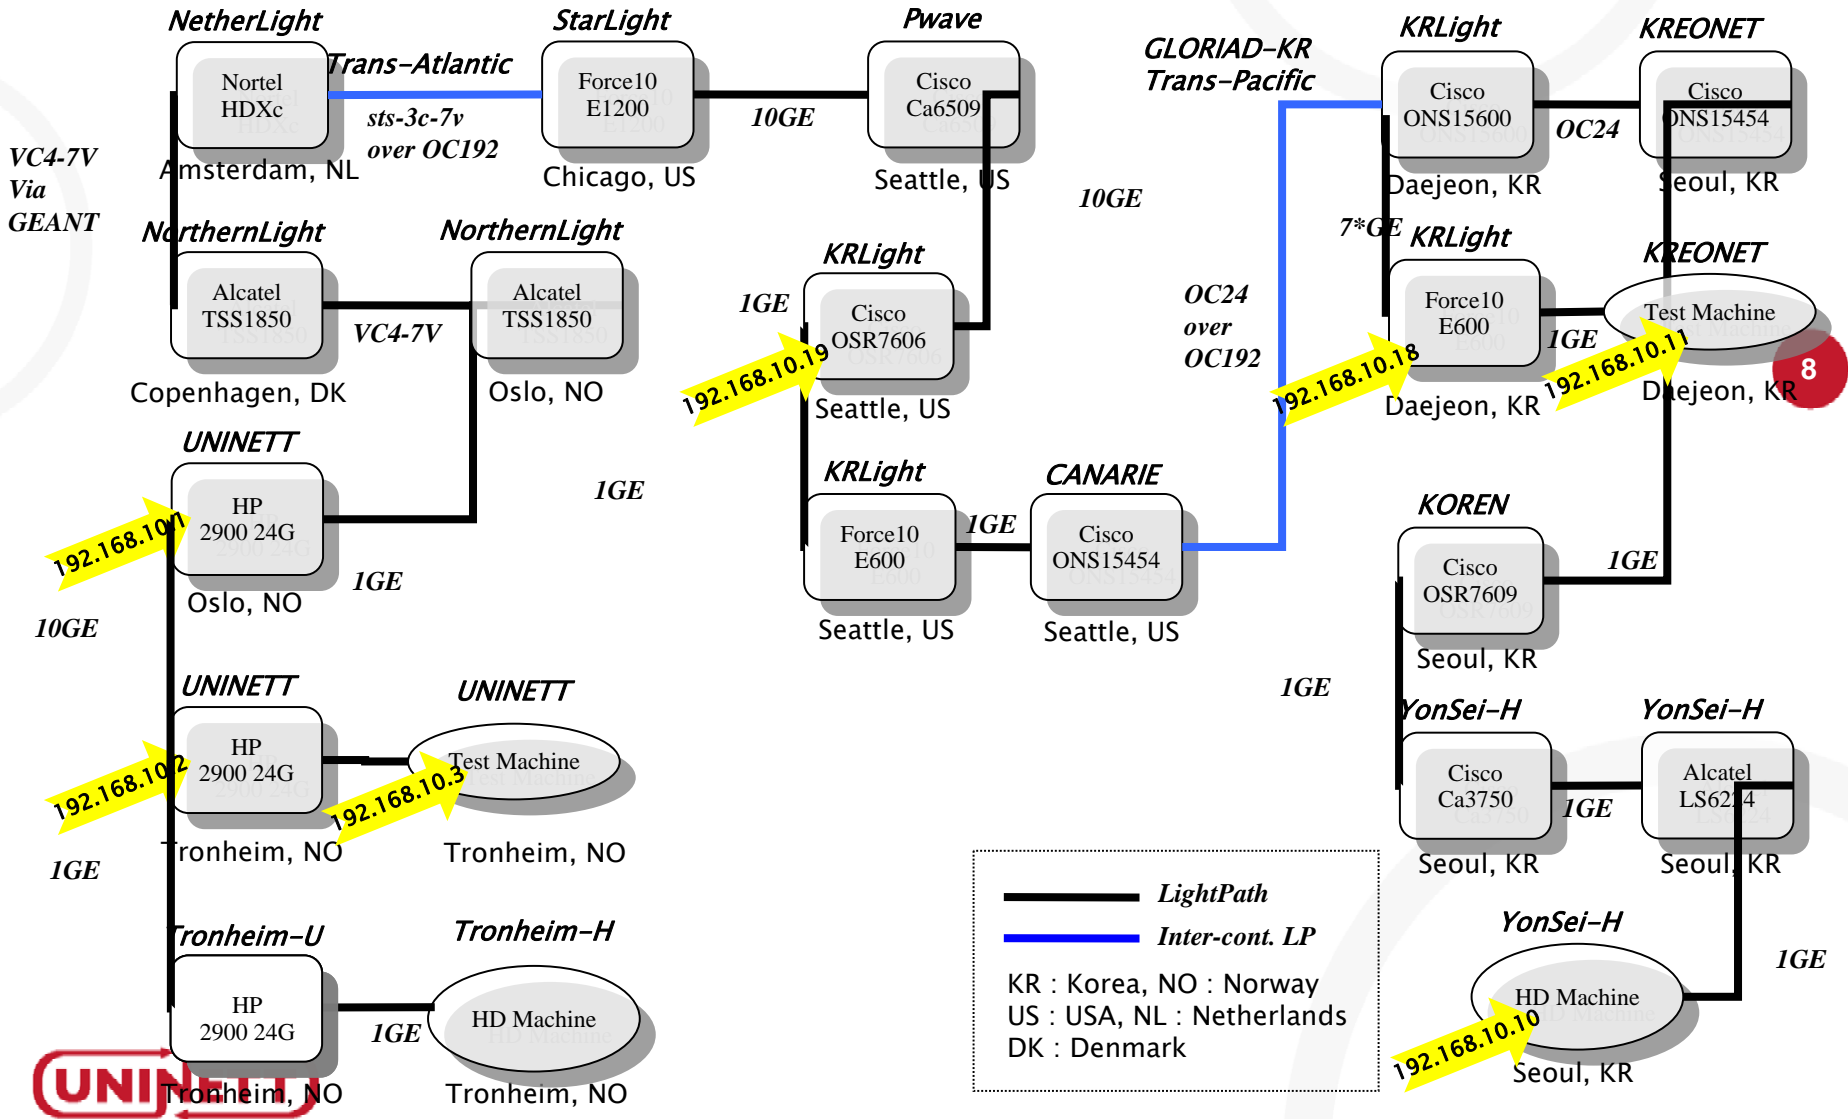 NetherLight
Nortel
HDXc
Amsterdam, NL
Trans-Atlantic
sts-3c-7v
over OC192
StarLight
Force10
E1200
Chicago, US
10GE
Pwave
Cisco
Ca6509
Seattle, US
10GE
GLORIAD-KR
Trans-Pacific
KRLight
Cisco
ONS15600
Daejeon, KR
OC24
KREONET
Cisco
ONS15454
Seoul, KR
VC4-7V
Via
GEANT
NorthernLight
Alcatel
TSS1850
Copenhagen, DK
VC4-7V
NorthernLight
Alcatel
TSS1850
Oslo, NO
1GE
KRLight
Cisco
OSR7606
Seattle, US
1GE
192.168.10.19
OC24
over
OC192
7*GE
KRLight
Force10
E600
Daejeon, KR
192.168.10.18
1GE
KREONET
Test Machine
192.168.10.11
Daejeon, KR
8
UNINETT
HP
2900 24G
Oslo, NO
192.168.10.1
1GE
10GE
KRLight
Force10
E600
Seattle, US
1GE
CANARIE
Cisco
ONS15454
Seattle, US
KOREN
Cisco
OSR7609
Seoul, KR
1GE
1GE
UNINETT
HP
2900 24G
Tronheim, NO
192.168.10.2
1GE
UNINETT
Test Machine
192.168.10.3
Tronheim, NO
YonSei-H
Cisco
Ca3750
Seoul, KR
1GE
YonSei-H
Alcatel
LS6224
Seoul, KR
1GE
Tronheim-U
HP
2900 24G
Tronheim, NO
1GE
Tronheim-H
HD Machine
Tronheim, NO
LightPath
Inter-cont. LP
KR : Korea, NO : Norway
US : USA, NL : Netherlands
DK : Denmark
YonSei-H
HD Machine
192.168.10.10
Seoul, KR
UNINETT